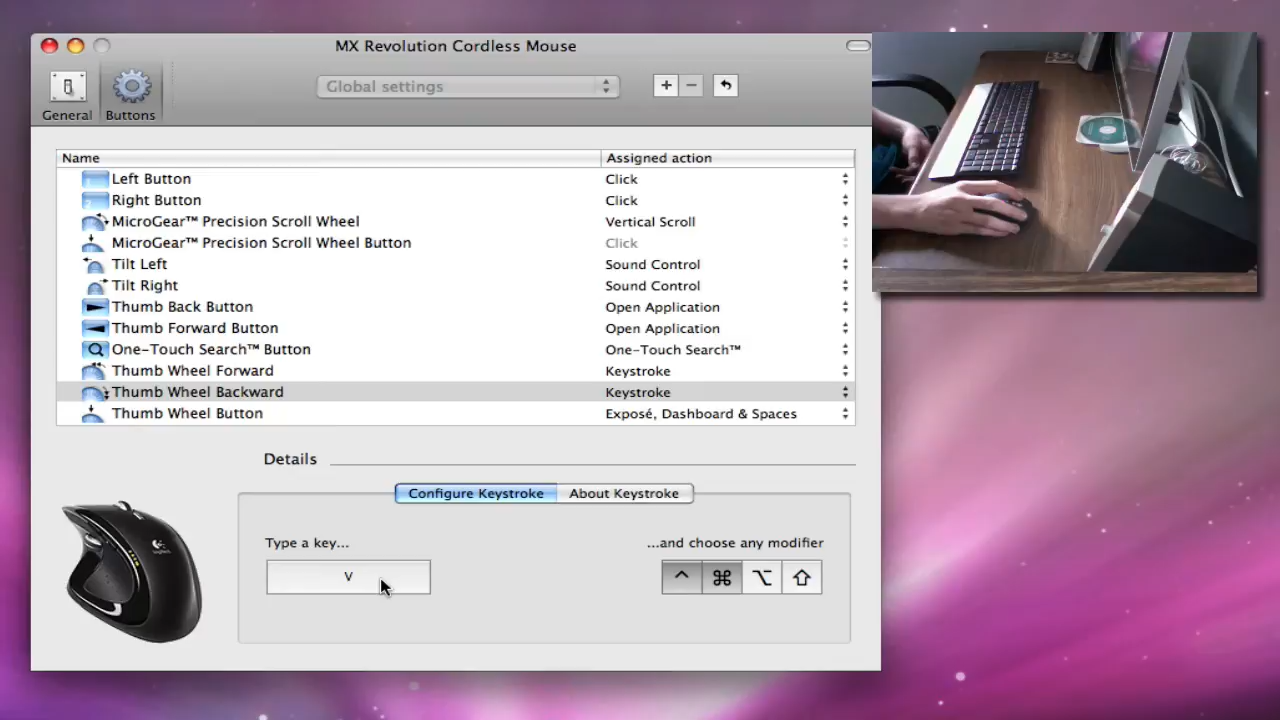 MX Revolution Cordless Mouse
Global settings
General
Buttons
Name Assigned action
Left Button Click
Right Button Click
MicroGear™ Precision Scroll Wheel Vertical Scroll
MicroGear™ Precision Scroll Wheel Button Click
Tilt Left Sound Control
Tilt Right Sound Control
Thumb Back Button Open Application
Thumb Forward Button Open Application
One-Touch Search™ Button One-Touch Search™
Thumb Wheel Forward Keystroke
Thumb Wheel Backward Keystroke
Thumb Wheel Button Exposé, Dashboard & Spaces
Details
Configure Keystroke About Keystroke
Type a key... ...and choose any modifier
V ^ ⌘ ⌥ ⇧
Logitech